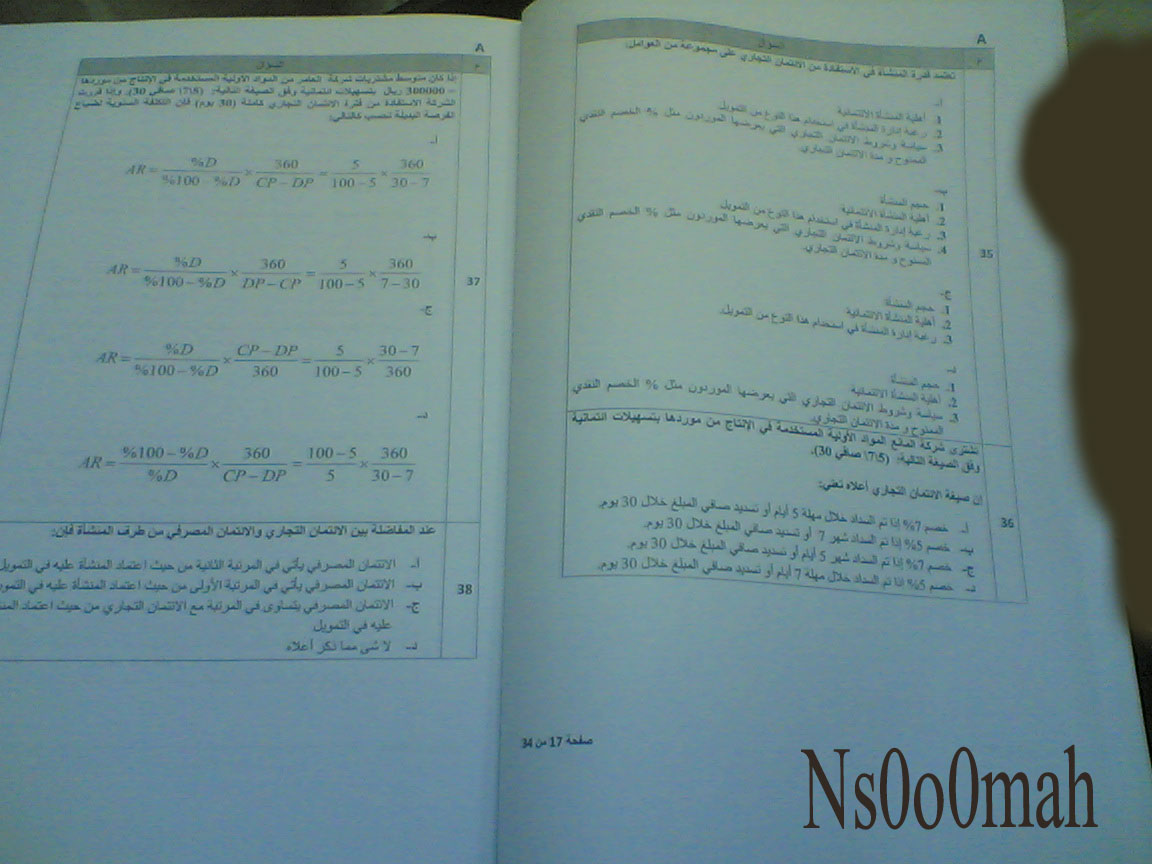 A
م السؤال
تعتمد قدرة المنشأة في الاستفادة من الائتمان التجاري على مجموعة من العوامل:
35
أ-
1. أهلية المنشأة الائتمانية
2. رغبة إدارة المنشأة في استخدام هذا النوع من التمويل
3. سياسة وشروط الائتمان التجاري التي يعرضها الموردون مثل % الخصم النقدي
الممنوح و مدة الائتمان التجاري.
ب-
1. حجم المنشأة
2. أهلية المنشأة الائتمانية
3. رغبة إدارة المنشأة في استخدام هذا النوع من التمويل
4. سياسة وشروط الائتمان التجاري التي يعرضها الموردون مثل % الخصم النقدي
الممنوح و مدة الائتمان التجاري.
ج-
1. حجم المنشأة
2. أهلية المنشأة الائتمانية
3. رغبة إدارة المنشأة في استخدام هذا النوع من التمويل.
د-
1. حجم المنشأة
2. أهلية المنشأة الائتمانية
3. سياسة وشروط الائتمان التجاري التي يعرضها الموردون مثل % الخصم النقدي
الممنوح و مدة الائتمان التجاري.
36
تشتري شركة المانع المواد الأولية المستخدمة في الإنتاج من موردها بتسهيلات ائتمانية
وفق الصيغة التالية: (5\7\ صافي 30).
إن صيغة الائتمان التجاري أعلاه تعني:
أ- خصم 7% إذا تم السداد خلال مهلة 5 أيام أو تسديد صافي المبلغ خلال 30 يوم.
ب- خصم 5% إذا تم السداد شهر 7 أو تسديد صافي المبلغ خلال 30 يوم.
ج- خصم 7% إذا تم السداد شهر 5 أيام أو تسديد صافي المبلغ خلال 30 يوم.
د- خصم 5% إذا تم السداد خلال مهلة 7 أيام أو تسديد صافي المبلغ خلال 30 يوم.
صفحة 17 من 34
A
م السؤال
37
إذا كان متوسط مشتريات شركة الحاصر من المواد الأولية المستخدمة في الإنتاج من موردها
= 300000 ريال بتسهيلات ائتمانية وفق الصيغة التالية: (5\7\ صافي 30). وإذا قررت
الشركة الاستفادة من فترة الائتمان التجاري كاملة (30 يوم) فإن التكلفة السنوية لضياع
الفرصة البديلة تحسب كالتالي:
أ-
AR = %D / %100 − %D × 360 / CP − DP = 5 / 100 − 5 × 360 / 30 − 7
ب-
AR = %D / %100 − %D × 360 / DP − CP = 5 / 100 − 5 × 360 / 7 − 30
ج-
AR = %D / %100 − %D × CP − DP / 360 = 5 / 100 − 5 × 30 − 7 / 360
د-
AR = %100 − %D / %D × 360 / CP − DP = 100 − 5 / 5 × 360 / 30 − 7
38
عند المفاضلة بين الائتمان التجاري والائتمان المصرفي من طرف المنشأة فإن:
أ- الائتمان المصرفي يأتي في المرتبة الثانية من حيث اعتماد المنشأة عليه في التمويل
ب- الائتمان المصرفي يأتي في المرتبة الأولى من حيث اعتماد المنشأة عليه في
ج- الائتمان المصرفي يتساوى في المرتبة مع الائتمان التجاري من حيث اعتماد
عليه في التمويل
د- لا شى مما ذكر أعلاه
Ns0o0mah